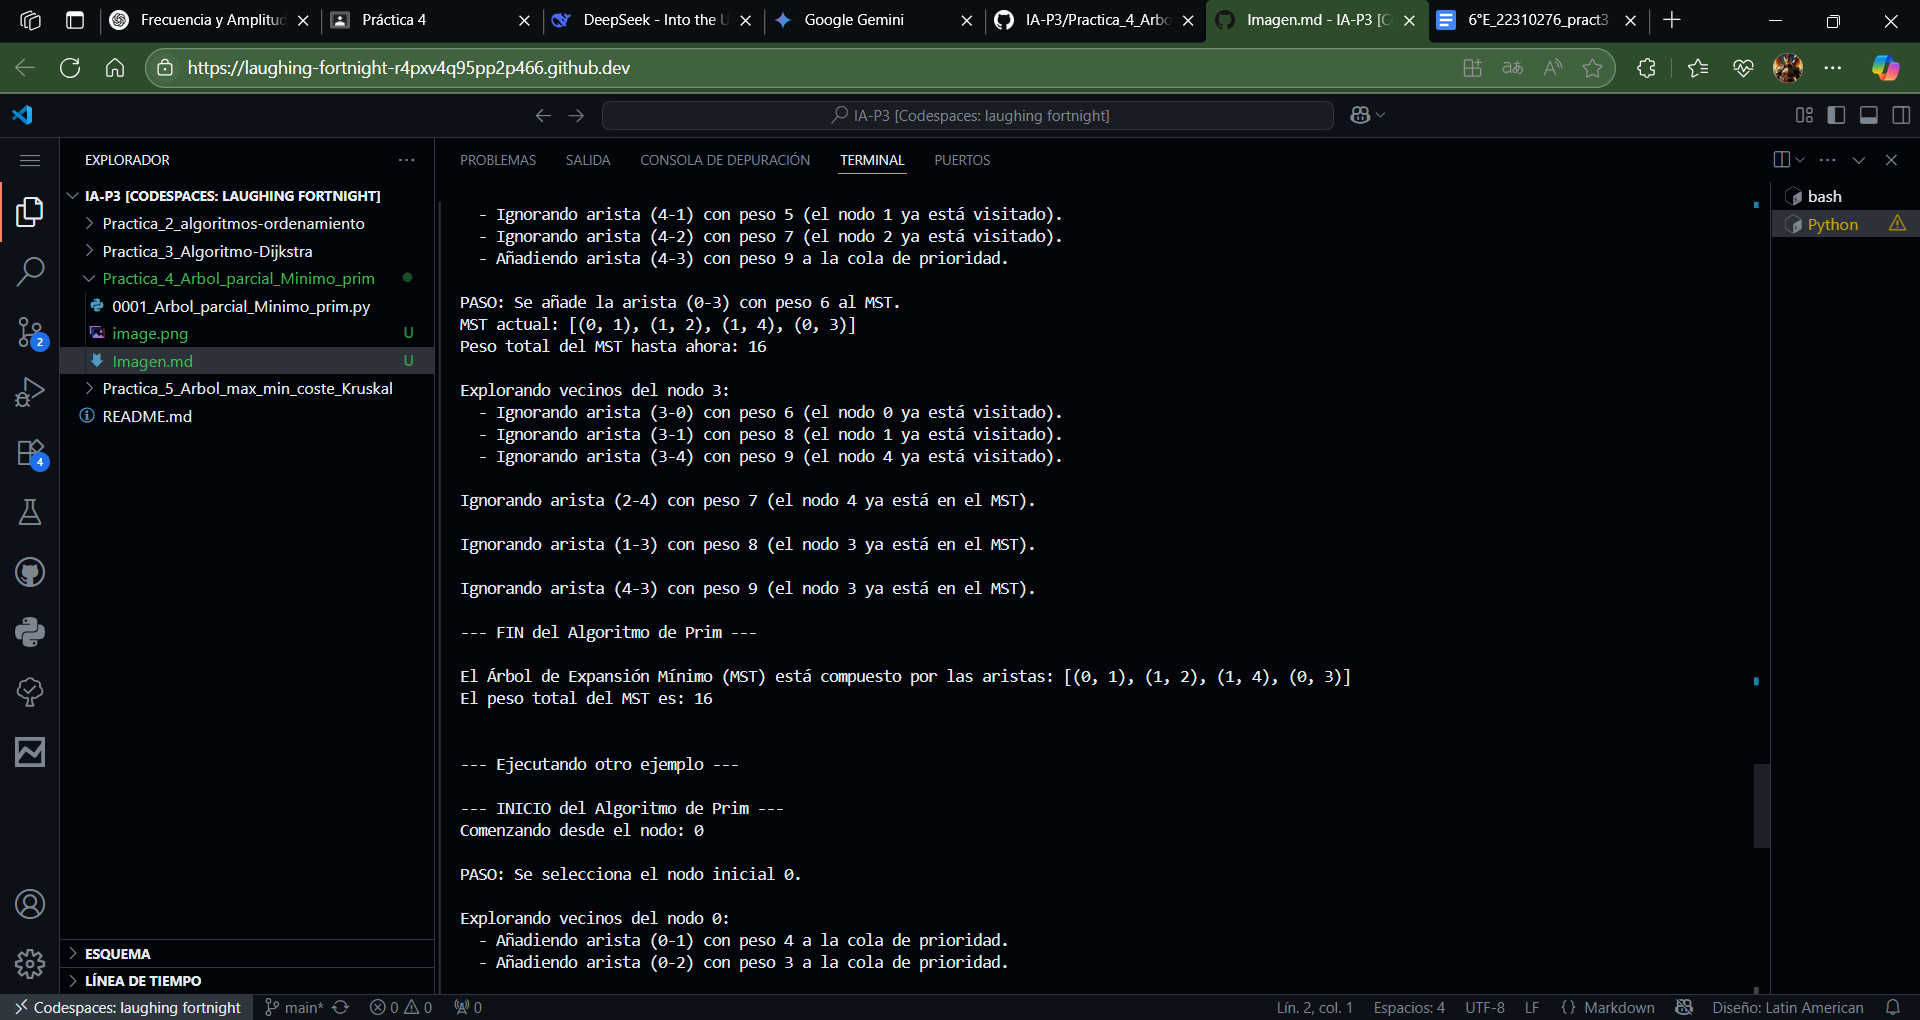 Frecuencia y Amplitud
Práctica 4
DeepSeek - Into the U
Google Gemini
IA-P3/Practica_4_Arbo
Imagen.md - IA-P3 [C
6°E_22310276_pract3
https://laughing-fortnight-r4pxv4q95pp2p466.github.dev
IA-P3 [Codespaces: laughing fortnight]
EXPLORADOR
IA-P3 [CODESPACES: LAUGHING FORTNIGHT]
Practica_2_algoritmos-ordenamiento
Practica_3_Algoritmo-Dijkstra
Practica_4_Arbol_parcial_Minimo_prim
0001_Arbol_parcial_Minimo_prim.py
image.png U
Imagen.md U
Practica_5_Arbol_max_min_coste_Kruskal
README.md
2
4
ESQUEMA
LÍNEA DE TIEMPO
PROBLEMAS SALIDA CONSOLA DE DEPURACIÓN TERMINAL PUERTOS
- Ignorando arista (4-1) con peso 5 (el nodo 1 ya está visitado).
- Ignorando arista (4-2) con peso 7 (el nodo 2 ya está visitado).
- Añadiendo arista (4-3) con peso 9 a la cola de prioridad.
PASO: Se añade la arista (0-3) con peso 6 al MST.
MST actual: [(0, 1), (1, 2), (1, 4), (0, 3)]
Peso total del MST hasta ahora: 16
Explorando vecinos del nodo 3:
- Ignorando arista (3-0) con peso 6 (el nodo 0 ya está visitado).
- Ignorando arista (3-1) con peso 8 (el nodo 1 ya está visitado).
- Ignorando arista (3-4) con peso 9 (el nodo 4 ya está visitado).
Ignorando arista (2-4) con peso 7 (el nodo 4 ya está en el MST).
Ignorando arista (1-3) con peso 8 (el nodo 3 ya está en el MST).
Ignorando arista (4-3) con peso 9 (el nodo 3 ya está en el MST).
--- FIN del Algoritmo de Prim ---
El Árbol de Expansión Mínimo (MST) está compuesto por las aristas: [(0, 1), (1, 2), (1, 4), (0, 3)]
El peso total del MST es: 16
--- Ejecutando otro ejemplo ---
--- INICIO del Algoritmo de Prim ---
Comenzando desde el nodo: 0
PASO: Se selecciona el nodo inicial 0.
Explorando vecinos del nodo 0:
- Añadiendo arista (0-1) con peso 4 a la cola de prioridad.
- Añadiendo arista (0-2) con peso 3 a la cola de prioridad.
bash
Python
Codespaces: laughing fortnight main* 0 0 0 Lín. 2, col. 1 Espacios: 4 UTF-8 LF {} Markdown Diseño: Latin American